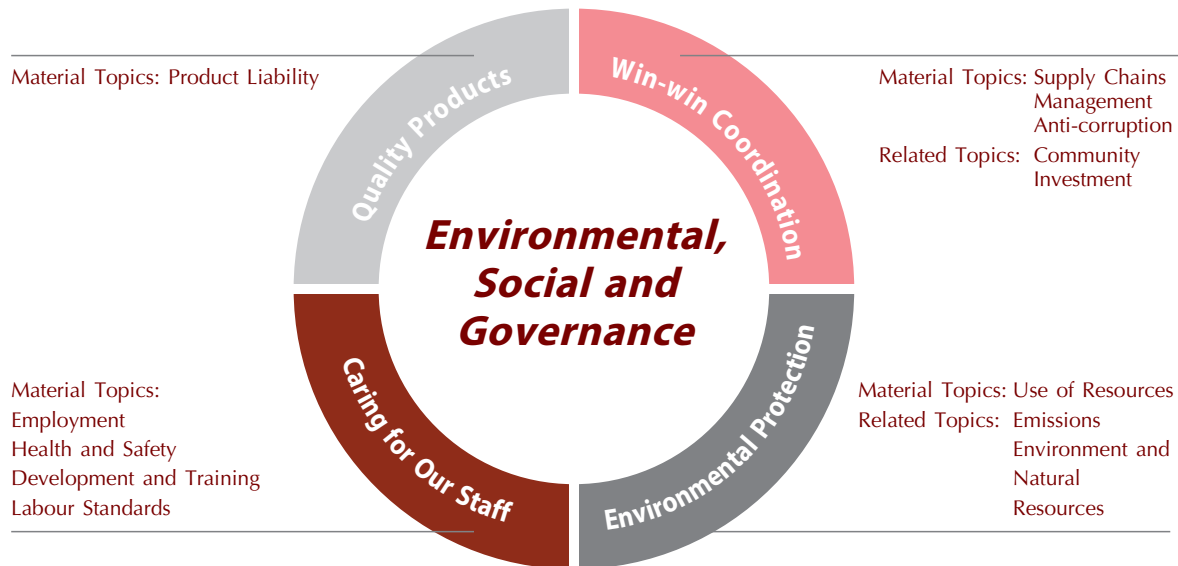 Quality Products
Material Topics: Product Liability
Win-win Coordination
Material Topics: Supply Chains
Management
Anti-corruption
Related Topics: Community
Investment
Environmental,
Social and
Governance
Caring for Our Staff
Material Topics:
Employment
Health and Safety
Development and Training
Labour Standards
Environmental Protection
Material Topics: Use of Resources
Related Topics: Emissions
Environment and
Natural
Resources